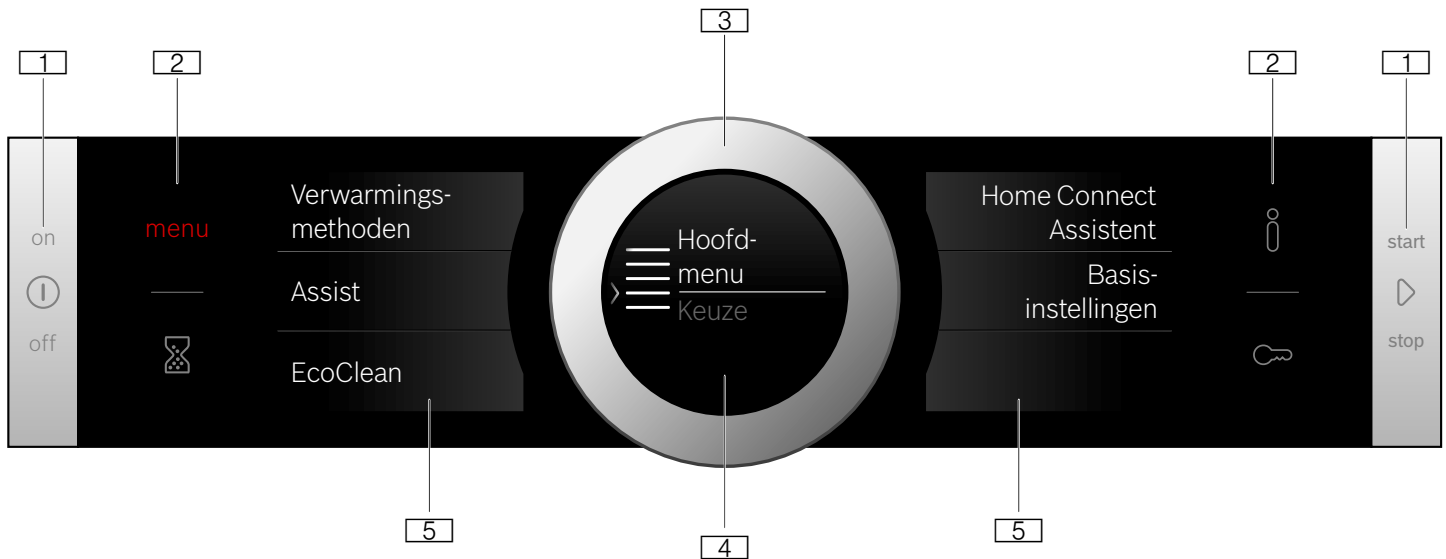 3
1
2
2
1
on
off
menu
Verwarmings-
methoden
Assist
EcoClean
Hoofd-
menu
Keuze
Home Connect
Assistent
Basis-
instellingen
start
stop
5
4
5